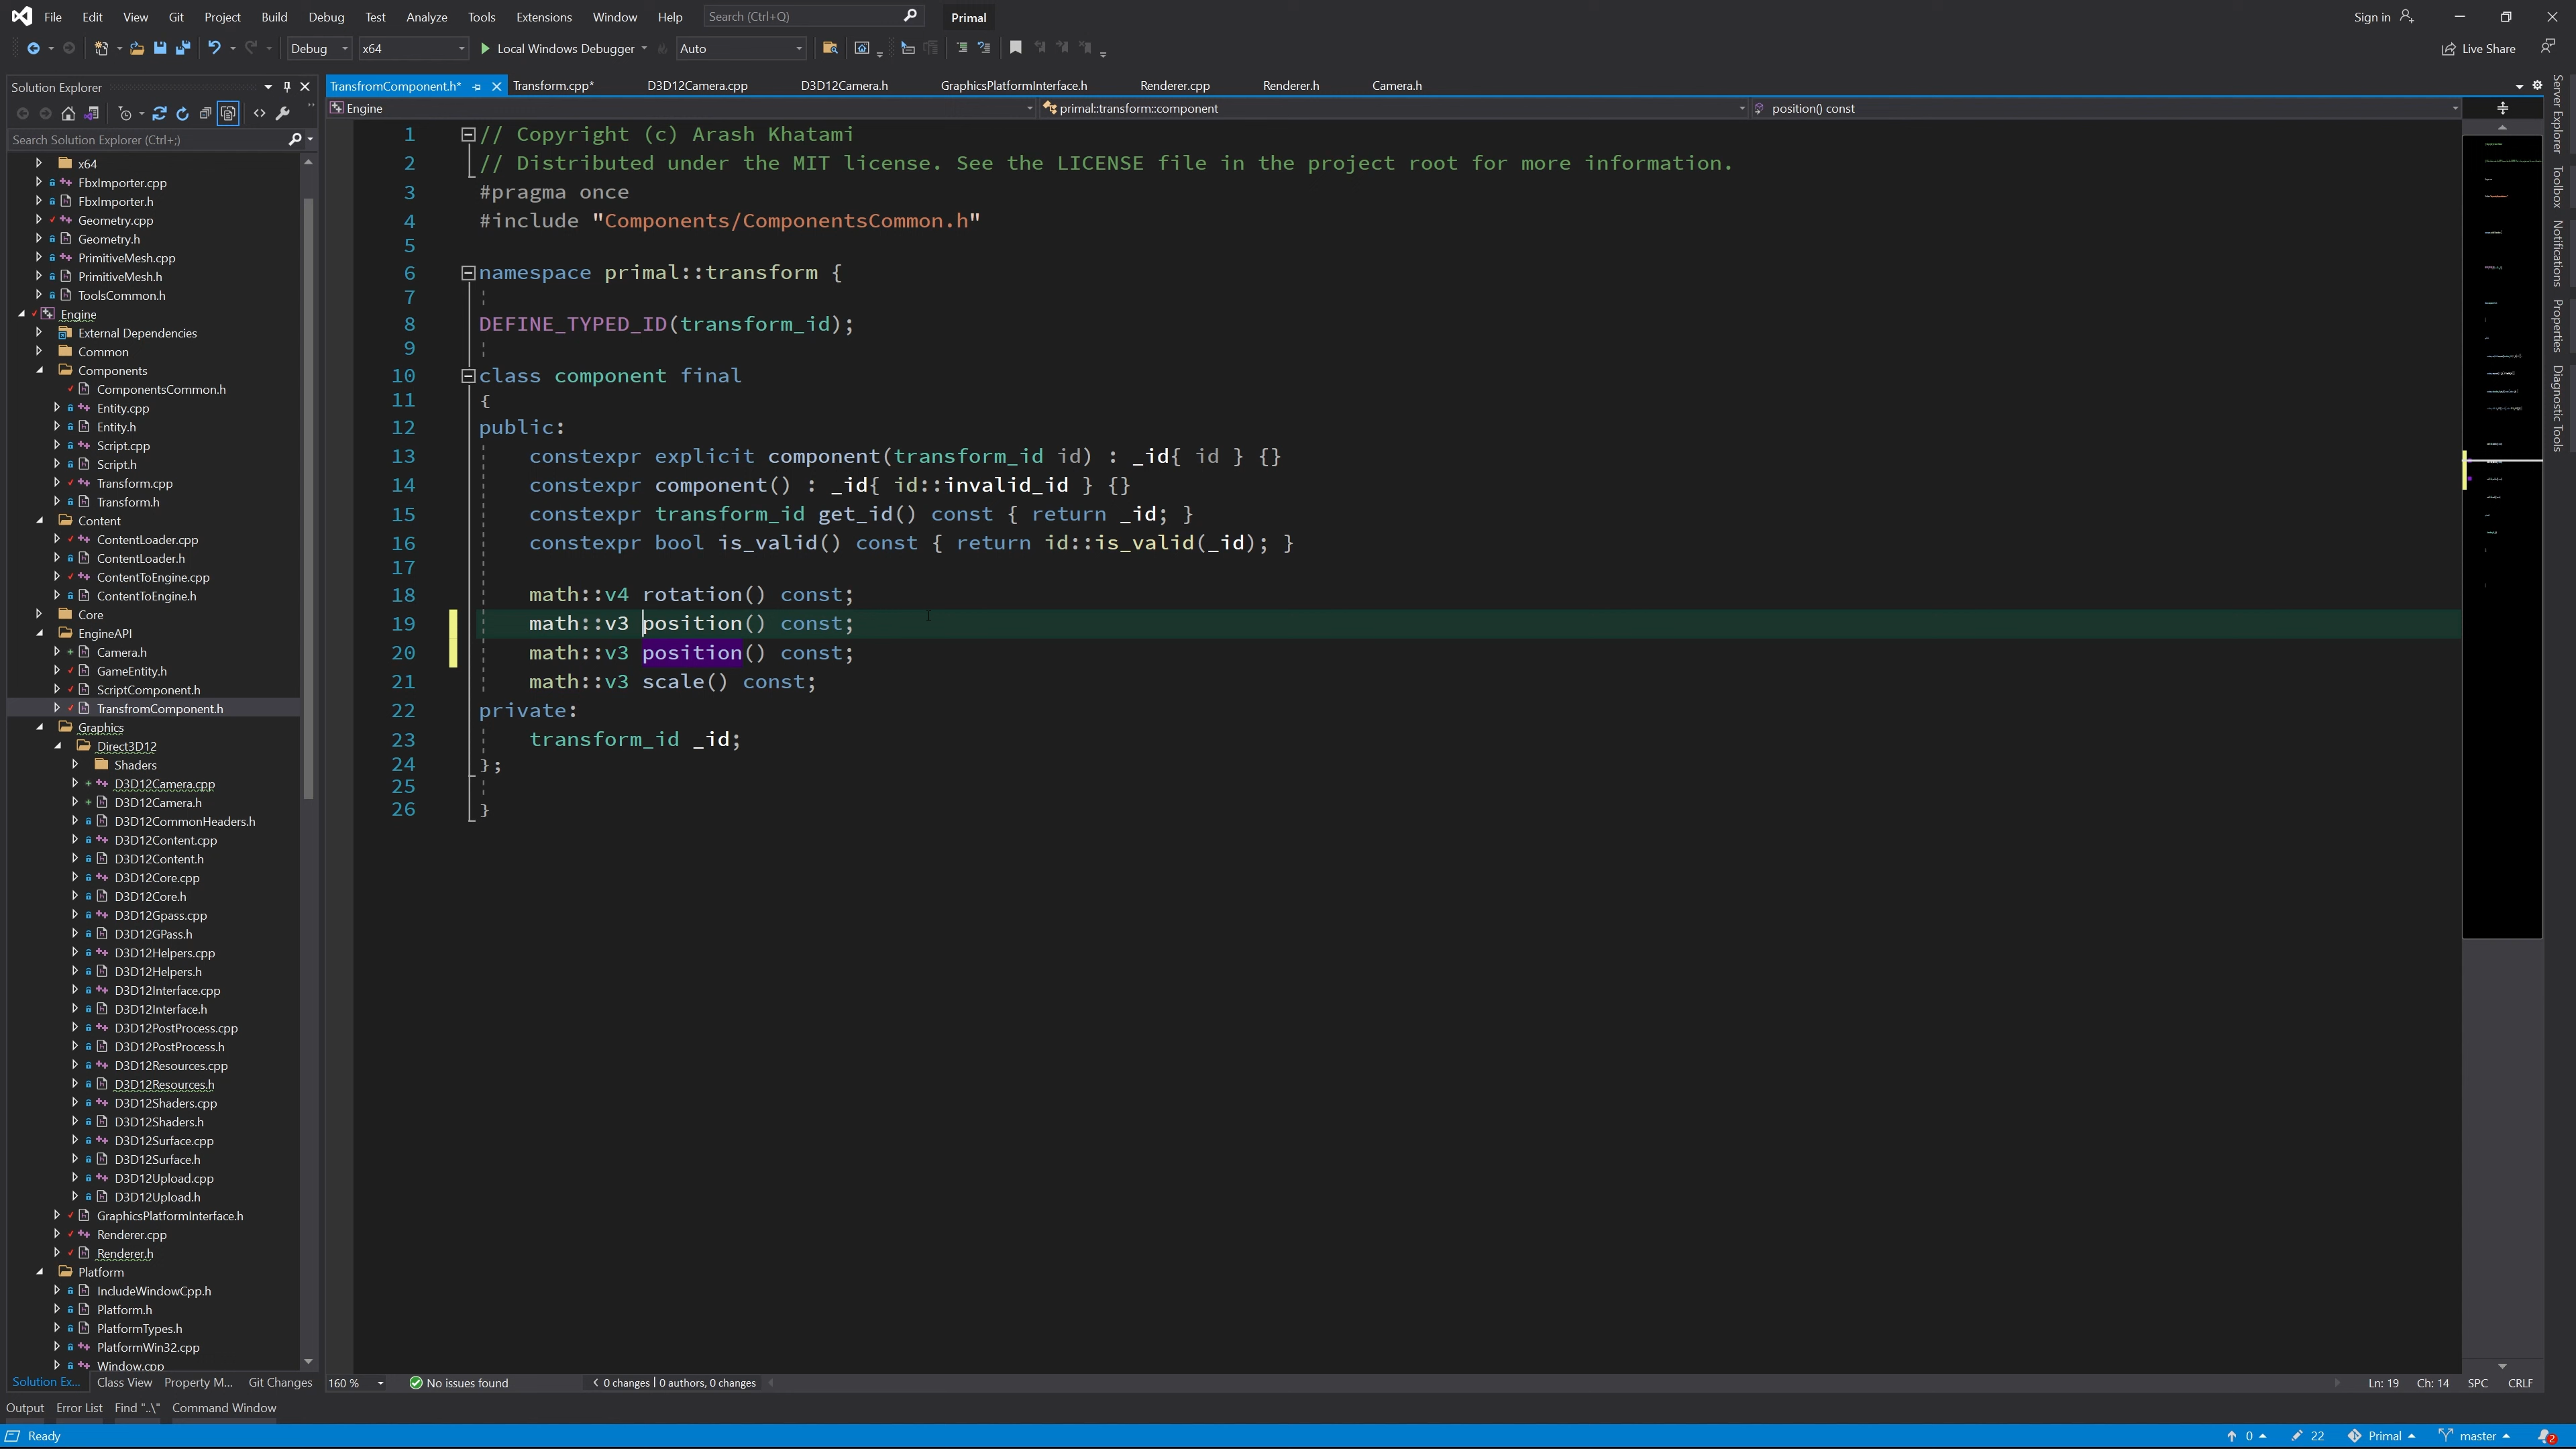 File Edit View Git Project Build Debug Test Analyze Tools Extensions Window Help Search (Ctrl+Q) Primal Sign in
Debug x64 Local Windows Debugger Auto Live Share
Solution Explorer
Search Solution Explorer (Ctrl+;)
x64
FbxImporter.cpp
FbxImporter.h
Geometry.cpp
Geometry.h
PrimitiveMesh.cpp
PrimitiveMesh.h
ToolsCommon.h
Engine
External Dependencies
Common
Components
ComponentsCommon.h
Entity.cpp
Entity.h
Script.cpp
Script.h
Transform.cpp
Transform.h
Content
ContentLoader.cpp
ContentLoader.h
ContentToEngine.cpp
ContentToEngine.h
Core
EngineAPI
Camera.h
GameEntity.h
ScriptComponent.h
TransfromComponent.h
Graphics
Direct3D12
Shaders
D3D12Camera.cpp
D3D12Camera.h
D3D12CommonHeaders.h
D3D12Content.cpp
D3D12Content.h
D3D12Core.cpp
D3D12Core.h
D3D12Gpass.cpp
D3D12GPass.h
D3D12Helpers.cpp
D3D12Helpers.h
D3D12Interface.cpp
D3D12Interface.h
D3D12PostProcess.cpp
D3D12PostProcess.h
D3D12Resources.cpp
D3D12Resources.h
D3D12Shaders.cpp
D3D12Shaders.h
D3D12Surface.cpp
D3D12Surface.h
D3D12Upload.cpp
D3D12Upload.h
GraphicsPlatformInterface.h
Renderer.cpp
Renderer.h
Platform
IncludeWindowCpp.h
Platform.h
PlatformTypes.h
PlatformWin32.cpp
Window.cpp
Solution Ex... Class View Property M... Git Changes
TransfromComponent.h* Transform.cpp* D3D12Camera.cpp D3D12Camera.h GraphicsPlatformInterface.h Renderer.cpp Renderer.h Camera.h
Engine primal::transform::component position() const
1 // Copyright (c) Arash Khatami
2 // Distributed under the MIT license. See the LICENSE file in the project root for more information.
3 #pragma once
4 #include "Components/ComponentsCommon.h"
5
6 namespace primal::transform {
7
8 DEFINE_TYPED_ID(transform_id);
9
10 class component final
11 {
12 public:
13 constexpr explicit component(transform_id id) : _id{ id } {}
14 constexpr component() : _id{ id::invalid_id } {}
15 constexpr transform_id get_id() const { return _id; }
16 constexpr bool is_valid() const { return id::is_valid(_id); }
17
18 math::v4 rotation() const;
19 math::v3 position() const;
20 math::v3 position() const;
21 math::v3 scale() const;
22 private:
23 transform_id _id;
24 };
25
26 }
Server Explorer
Toolbox
Notifications
Properties
Diagnostic Tools
160 % No issues found < 0 changes | 0 authors, 0 changes Ln: 19 Ch: 14 SPC CRLF
Output Error List Find "..\" Command Window
Ready 0 22 Primal master 2